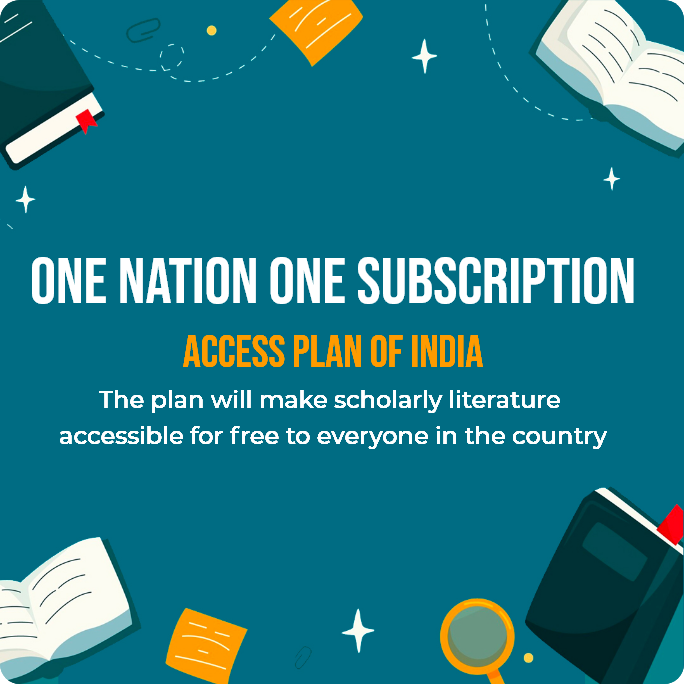 ONE NATION ONE SUBSCRIPTION
ACCESS PLAN OF INDIA
The plan will make scholarly literature
accessible for free to everyone in the country